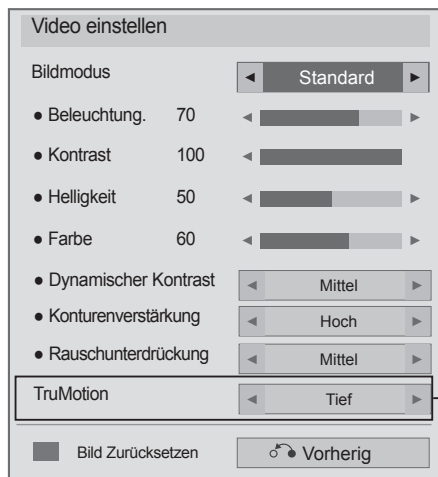 Video einstellen
Bildmodus ◄ Standard ►
● Beleuchtung. 70 ◄ ►
● Kontrast 100 ◄
● Helligkeit 50 ◄ ►
● Farbe 60 ◄ ►
● Dynamischer Kontrast ◄ Mittel ►
● Konturenverstärkung ◄ Hoch ►
● Rauschunterdrückung ◄ Mittel ►
TruMotion ◄ Tief ►
Bild Zurücksetzen Vorherig